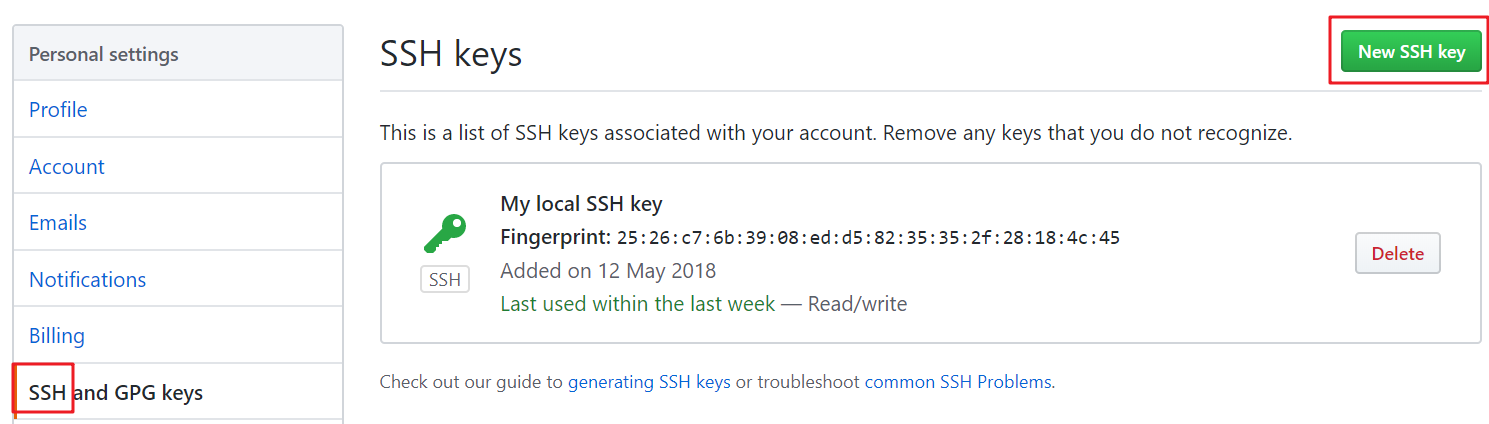 Personal settings
Profile
Account
Emails
Notifications
Billing
SSH and GPG keys
SSH keys
New SSH key
This is a list of SSH keys associated with your account. Remove any keys that you do not recognize.
My local SSH key
Fingerprint: 25:26:c7:6b:39:08:ed:d5:82:35:35:2f:28:18:4c:45
Added on 12 May 2018
Last used within the last week — Read/write
SSH
Delete
Check out our guide to generating SSH keys or troubleshoot common SSH Problems.